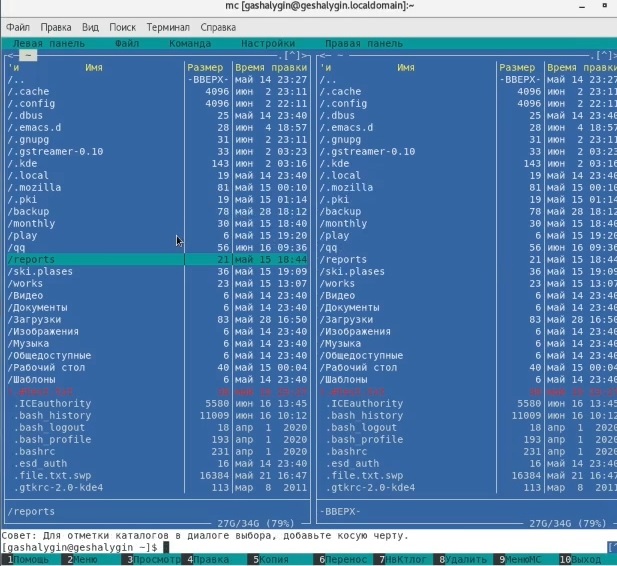 mc [gashalygin@geshalygin.localdomain]:~
Файл Правка Вид Поиск Терминал Справка
Левая панель Файл Команда Настройки Правая панель
<─ ~ .[^]> <─ ~ .[^]
'и Имя Размер Время правки 'и Имя Размер Время правки
/.. -ВВЕРХ- май 14 23:27 /.. -ВВЕРХ- май 14 23:27
/.cache 4096 июн 2 23:11 /.cache 4096 июн 2 23:11
/.config 4096 июн 2 22:11 /.config 4096 июн 2 22:11
/.dbus 25 май 14 23:40 /.dbus 25 май 14 23:40
/.emacs.d 28 июн 4 18:57 /.emacs.d 28 июн 4 18:57
/.gnupg 31 июн 2 23:11 /.gnupg 31 июн 2 23:11
/.gstreamer-0.10 33 июн 2 03:23 /.gstreamer-0.10 33 июн 2 03:23
/.kde 143 июн 2 03:16 /.kde 143 июн 2 03:16
/.local 19 май 14 23:40 /.local 19 май 14 23:40
/.mozilla 81 май 15 00:10 /.mozilla 81 май 15 00:10
/.pki 19 май 15 01:14 /.pki 19 май 15 01:14
/backup 78 май 28 18:12 /backup 78 май 28 18:12
/monthly 30 май 15 18:40 /monthly 30 май 15 18:40
/play 6 май 15 19:20 /play 6 май 15 19:20
/qq 56 июн 16 09:36 /qq 56 июн 16 09:36
/reports 21 май 15 18:44 /reports 21 май 15 18:44
/ski.plases 36 май 15 19:09 /ski.plases 36 май 15 19:09
/works 23 май 15 13:07 /works 23 май 15 13:07
/Видео 6 май 14 23:40 /Видео 6 май 14 23:40
/Документы 6 май 14 23:40 /Документы 6 май 14 23:40
/Загрузки 83 май 28 16:50 /Загрузки 83 май 28 16:50
/Изображения 6 май 14 23:40 /Изображения 6 май 14 23:40
/Музыка 6 май 14 23:40 /Музыка 6 май 14 23:40
/Общедоступные 6 май 14 23:40 /Общедоступные 6 май 14 23:40
/Рабочий стол 40 май 15 00:04 /Рабочий стол 40 май 15 00:04
/Шаблоны 6 май 14 23:40 /Шаблоны 6 май 14 23:40
.ICEauthority 5580 июн 16 13:45 .ICEauthority 5580 июн 16 13:45
.bash_history 11009 июн 16 10:12 .bash_history 11009 июн 16 10:12
.bash_logout 18 апр 1 2020 .bash_logout 18 апр 1 2020
.bash_profile 193 апр 1 2020 .bash_profile 193 апр 1 2020
.bashrc 231 апр 1 2020 .bashrc 231 апр 1 2020
.esd_auth 16 май 14 23:40 .esd_auth 16 май 14 23:40
.file.txt.swp 16384 май 21 16:47 .file.txt.swp 16384 май 21 16:47
.gtkrc-2.0-kde4 113 мар 8 2011 .gtkrc-2.0-kde4 113 мар 8 2011
/reports -ВВЕРХ-
27G/34G (79%) 27G/34G (79%)
Совет: Для отметки каталогов в диалоге выбора, добавьте косую черту.
[gashalygin@geshalygin ~]$ [^
1Помощь 2Меню 3Просмотр 4Правка 5Копия 6Перенос 7НвКтлог 8Удалить 9МенюMC 10Выход